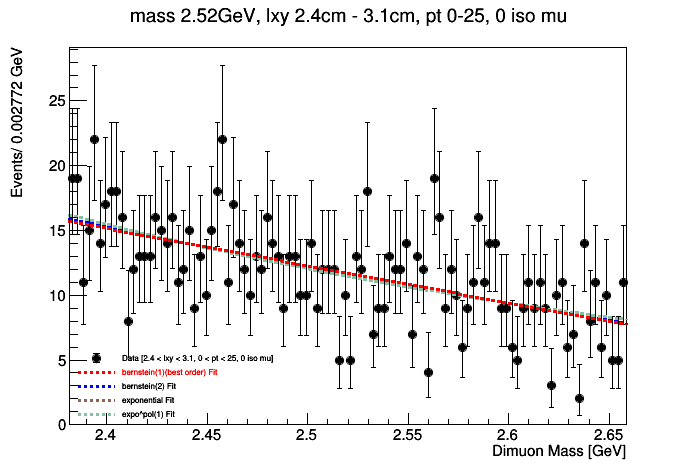 mass 2.52GeV, lxy 2.4cm - 3.1cm, pt 0-25, 0 iso mu
Events/ 0.002772 GeV
25
20
15
10
5
0
Data [2.4 < lxy < 3.1, 0 < pt < 25, 0 iso mu]
bernstein(1)(best order) Fit
bernstein(2) Fit
exponential Fit
expo*pol(1) Fit
2.4 2.45 2.5 2.55 2.6 2.65
Dimuon Mass [GeV]